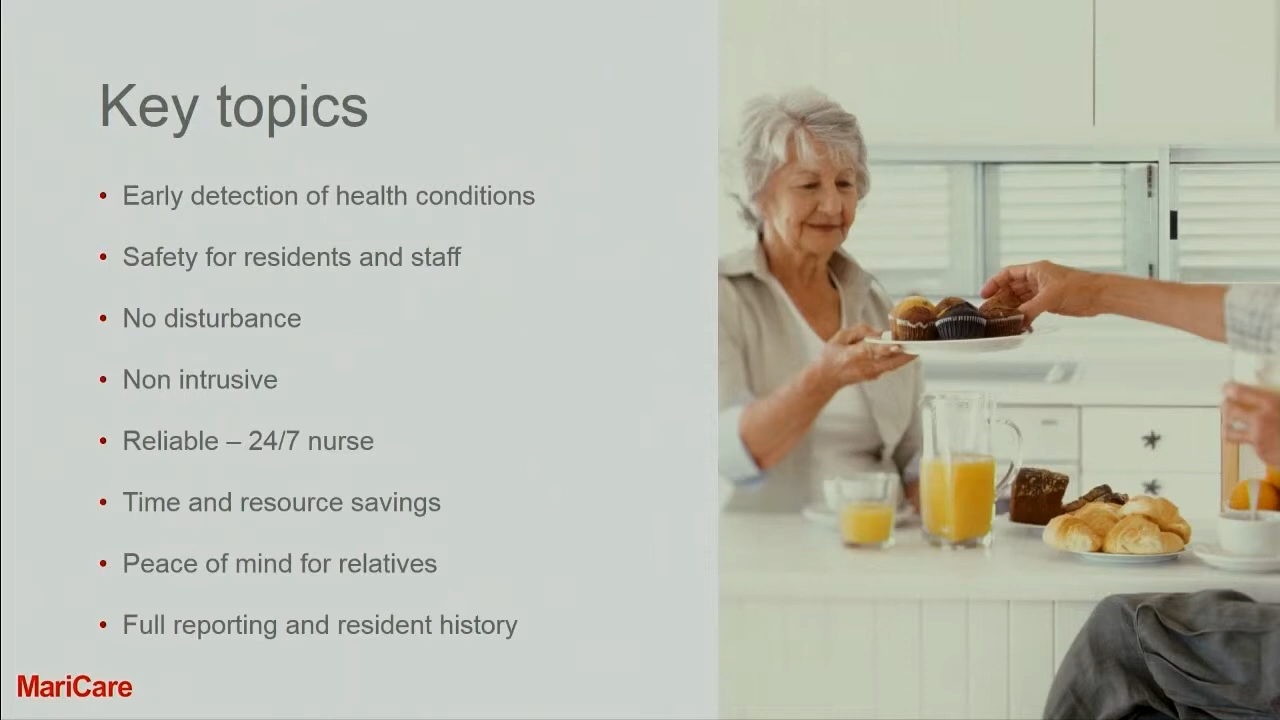 Key topics
• Early detection of health conditions
• Safety for residents and staff
• No disturbance
• Non intrusive
• Reliable – 24/7 nurse
• Time and resource savings
• Peace of mind for relatives
• Full reporting and resident history
MariCare